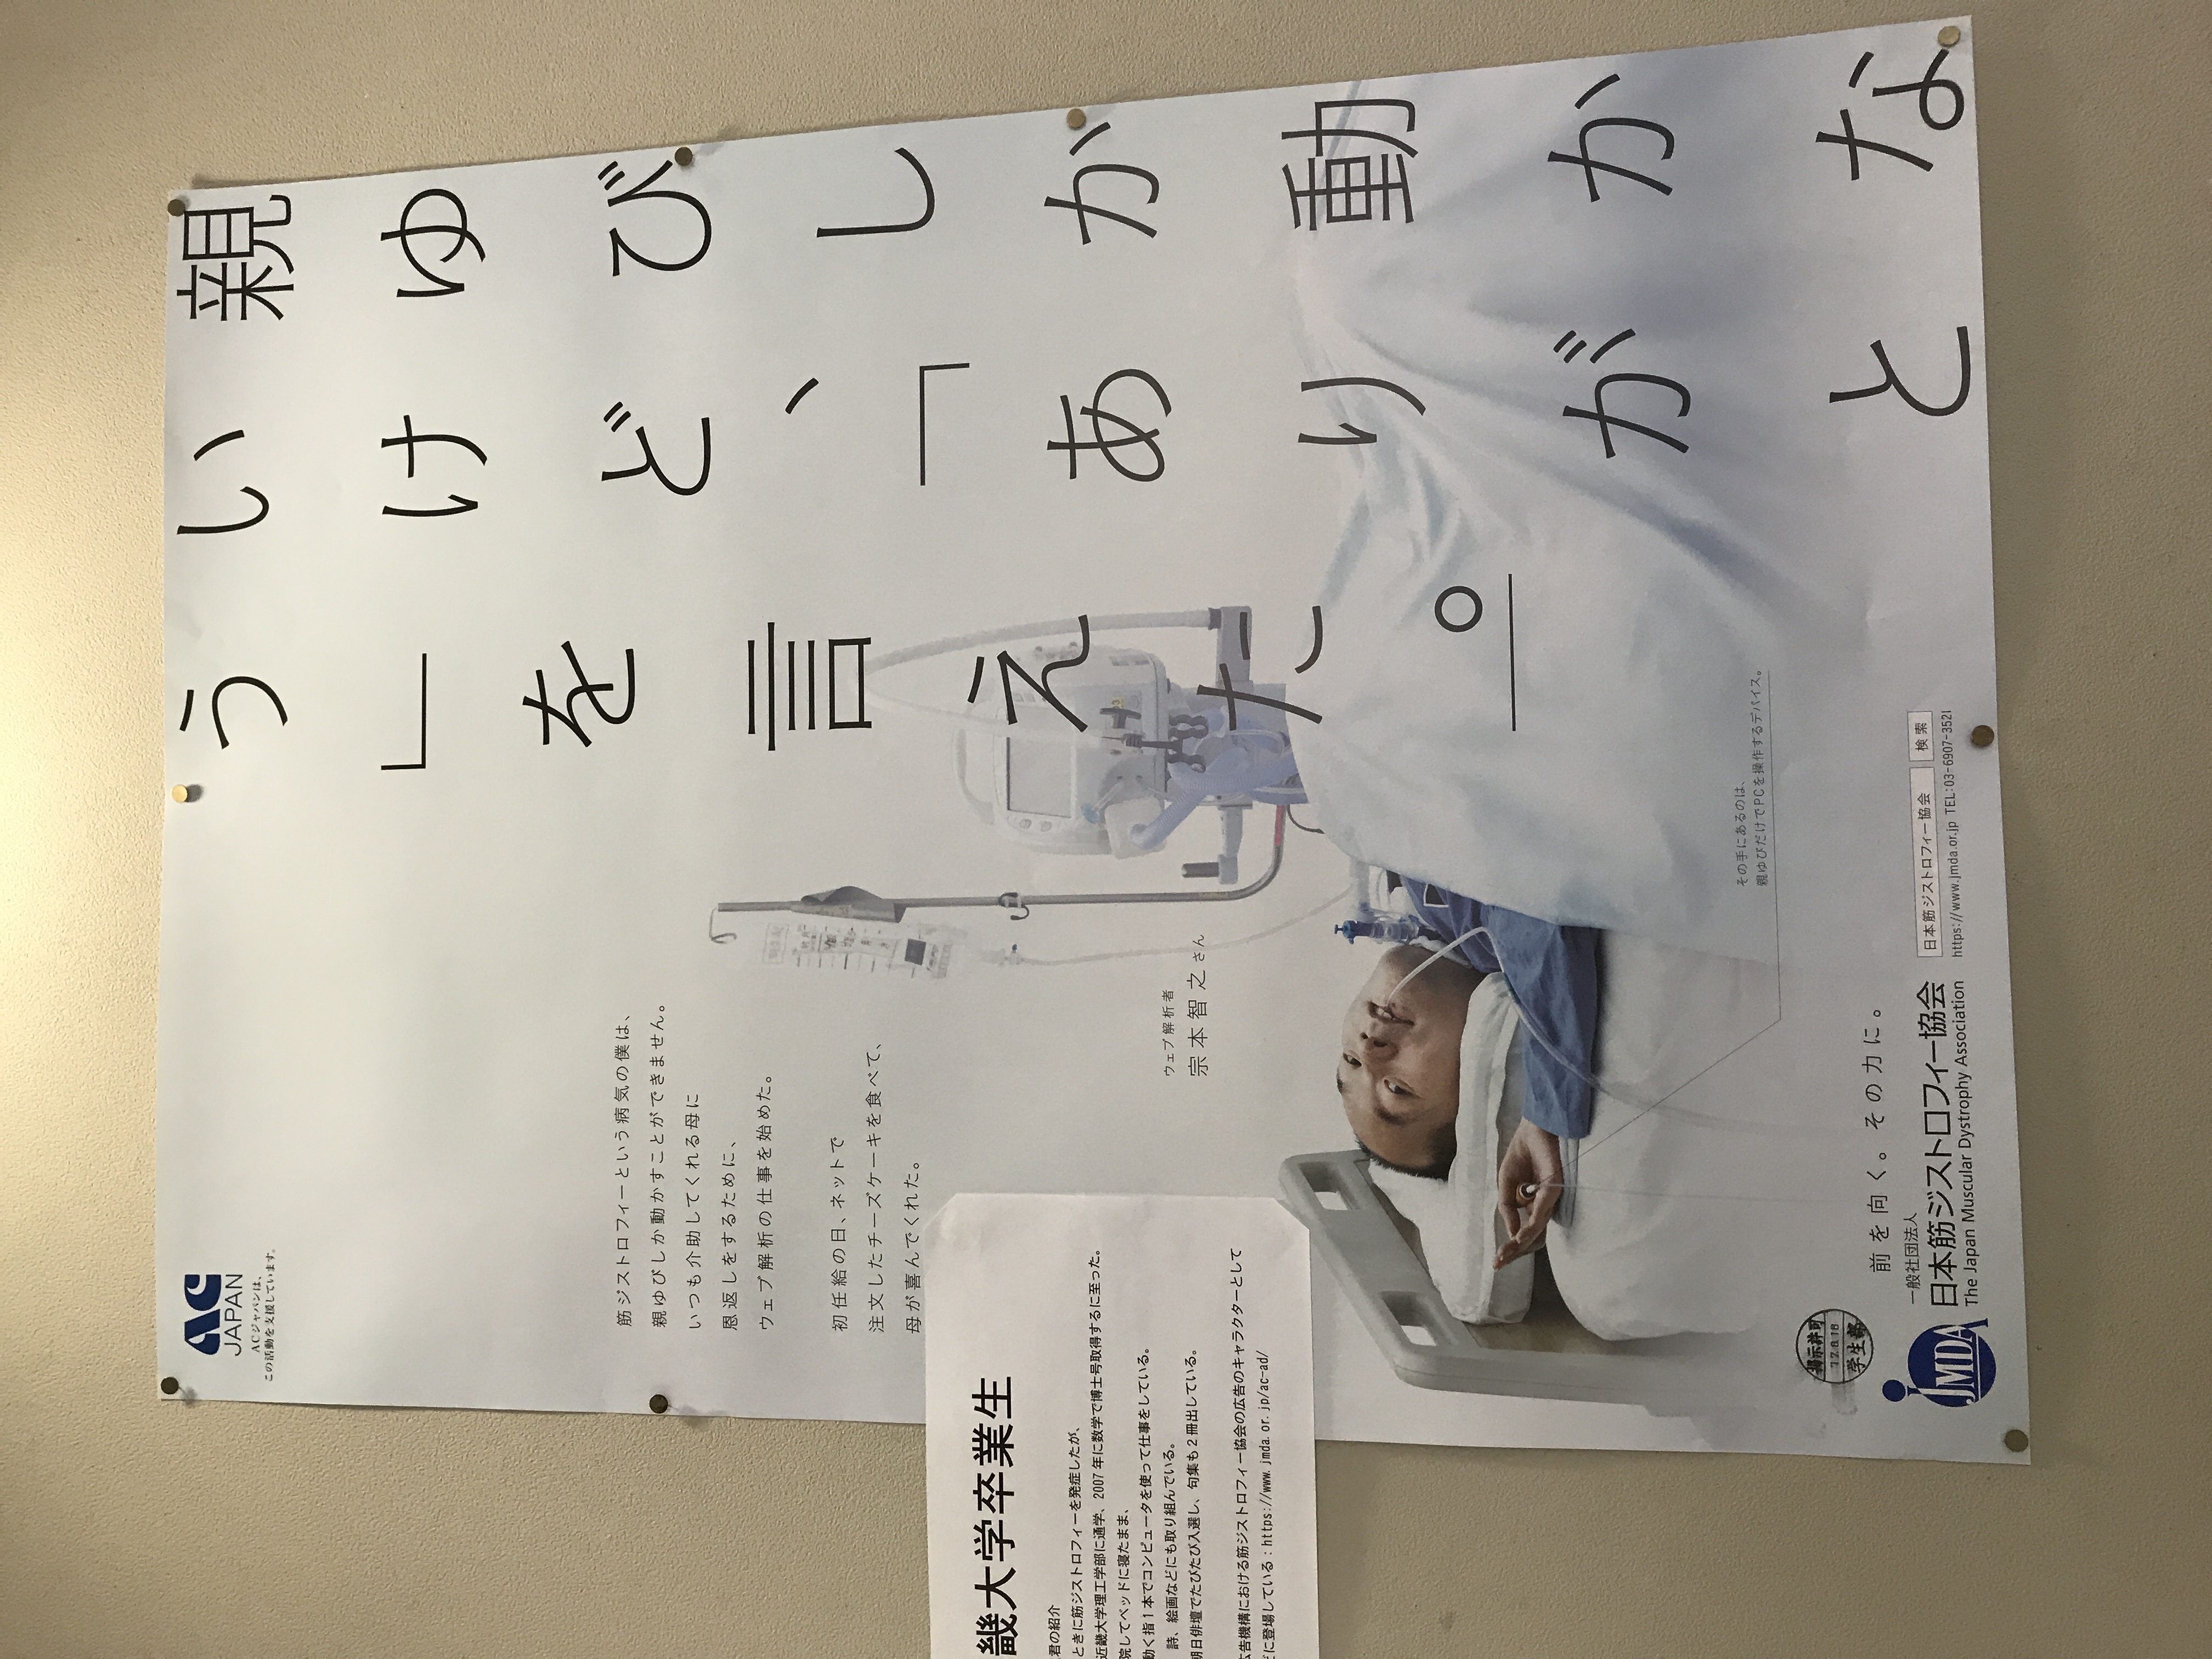 親ゆびしか動かな
いけど、「ありがと
う」を言えた。
AC
JAPAN
ACジャパンは、
この活動を支援しています。
筋ジストロフィーという病気の僕は、
親ゆびしか動かすことができません。
いつも介助してくれる母に
恩返しをするために、
ウェブ解析の仕事を始めた。
初任給の日、ネットで
注文したチーズケーキを食べて、
母が喜んでくれた。
畿大学卒業生
君の紹介
ときに筋ジストロフィーを発症したが、
近畿大学理工学部に通学、2007年に数学で博士号取得するに至った。
院してベッドに寝たまま、
動く指1本でコンピュータを使って仕事をしている。
詩、絵画などにも取り組んでいる。
朝日俳壇でたびたび入選し、句集も2冊出している。
広告機構における筋ジストロフィー協会の広告のキャラクターとして
に登場している：https://www.jmda.or.jp/ac-ad/
ウェブ解析者
宗本智之さん
その手にあるのは、
親ゆびだけでPCを操作するデバイス。
掲示許可
学生部
前を向く。その力に。
JMDA
一般社団法人
日本筋ジストロフィー協会
The Japan Muscular Dystrophy Association
日本筋ジストロフィー協会 検索
https://www.jmda.or.jp TEL:03-6907-3521